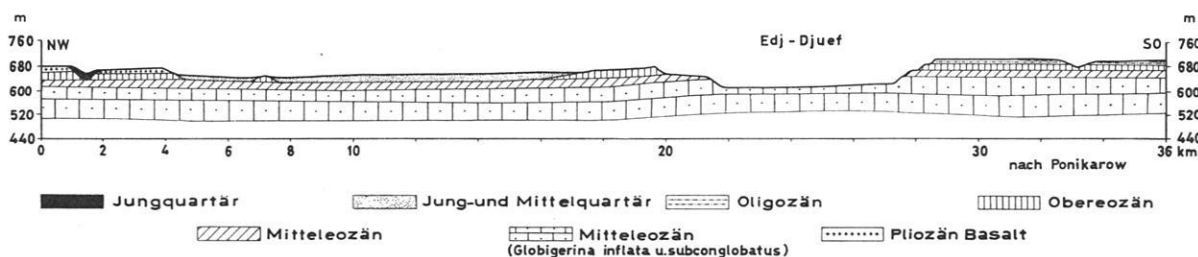 m m
760 NW Edj-Djuef SO 760
680 680
600 600
520 520
440 440
0 2 4 6 8 10 20 30 36 km
nach Ponikarow
Jungquartär Jung-und Mittelquartär Oligozän Obereozän
Mitteleozän Mitteleozän Pliozän Basalt
(Globigerina inflata u.subconglobatus)